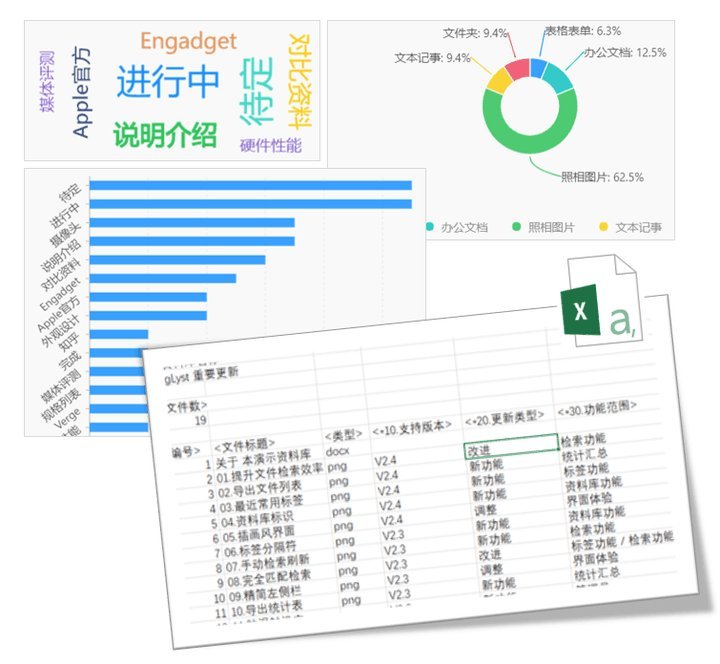 媒体评测
Apple官方
Engadget
进行中
说明介绍
待定
对比资料
硬件性能
文件夹: 9.4%
表格表单: 6.3%
文本记事: 9.4%
办公文档: 12.5%
照相图片: 62.5%
办公文档
照相图片
文本记事
待定
进行中
摄像头
说明介绍
对比资料
Engadget
Apple官方
外观设计
知乎
完成
媒体评测
规格列表
Verge
X
a,
gLyst 重要更新
文件数>
19
编号> <文件标题> <类型> <•10.支持版本> <•20.更新类型> <•30.功能范围>
1 关于 本演示资料库 docx 改进 检索功能
2 01.提升文件检索效率 png V2.4 新功能 统计汇总
3 02.导出文件列表 png V2.4 新功能 标签功能
4 03.最近常用标签 png V2.4 新功能 资料库功能
5 04.资料库标识 png V2.4 调整 界面体验
6 05.插画风界面 png V2.4 新功能 资料库功能
7 06.标签分隔符 png V2.3 新功能 检索功能
8 07.手动检索刷新 png V2.3 改进 标签功能 / 检索功能
9 08.完全匹配检索 png V2.3 调整 界面体验
10 09.精简左侧栏 png V2.3 新功能 统计汇总
11 10.导出统计表 png V2.3 新功能